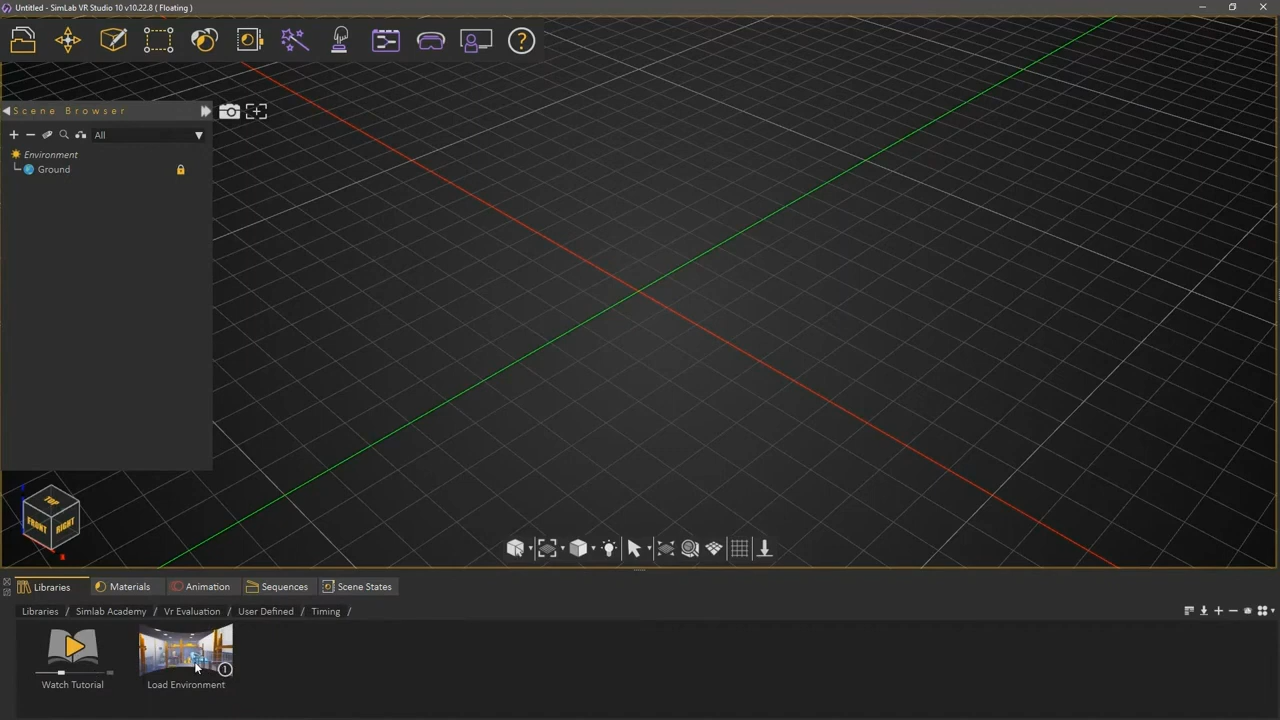 Untitled - SimLab VR Studio 10 v10.22.8 ( Floating )
Scene Browser
All
Environment
Ground
TOP
FRONT
RIGHT
Libraries
Materials
Animation
Sequences
Scene States
Libraries / Simlab Academy / Vr Evaluation / User Defined / Timing /
1
Watch Tutorial
Load Environment